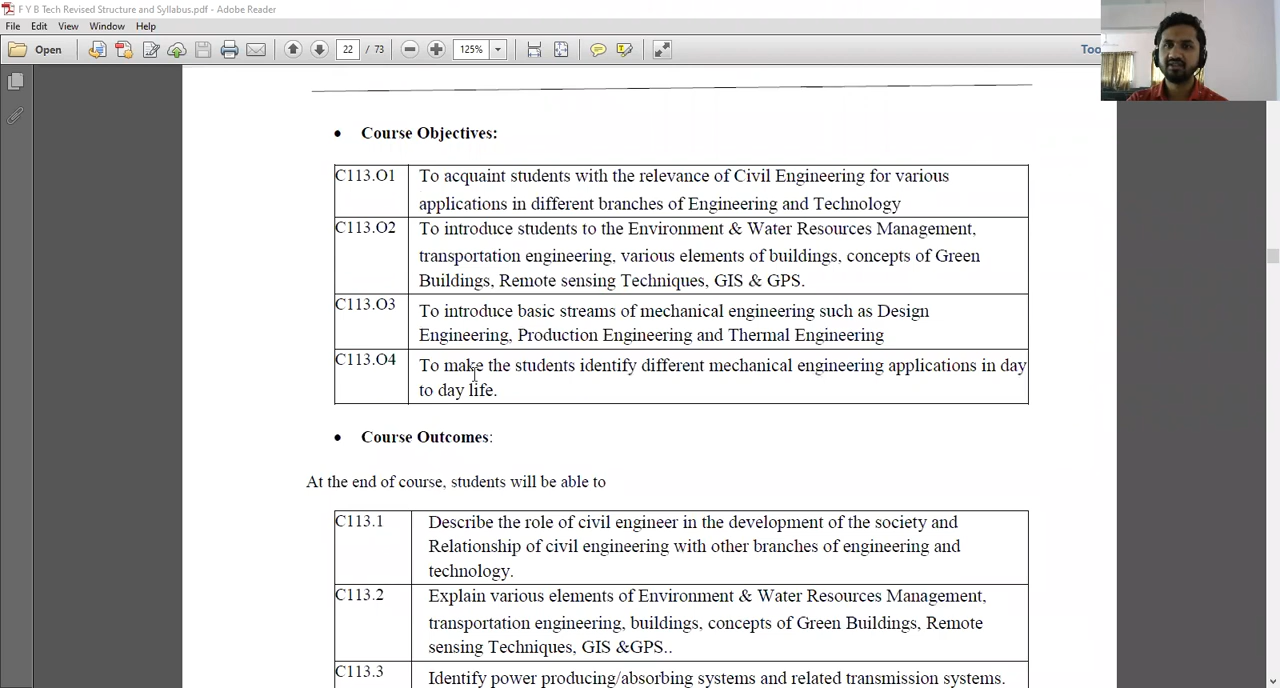 F Y B Tech Revised Structure and Syllabus.pdf - Adobe Reader
File Edit View Window Help
Open 22 / 73 125% Too
• Course Objectives:
C113.O1 To acquaint students with the relevance of Civil Engineering for various
applications in different branches of Engineering and Technology
C113.O2 To introduce students to the Environment & Water Resources Management,
transportation engineering, various elements of buildings, concepts of Green
Buildings, Remote sensing Techniques, GIS & GPS.
C113.O3 To introduce basic streams of mechanical engineering such as Design
Engineering, Production Engineering and Thermal Engineering
C113.O4 To make the students identify different mechanical engineering applications in day
to day life.
• Course Outcomes:
At the end of course, students will be able to
C113.1 Describe the role of civil engineer in the development of the society and
Relationship of civil engineering with other branches of engineering and
technology.
C113.2 Explain various elements of Environment & Water Resources Management,
transportation engineering, buildings, concepts of Green Buildings, Remote
sensing Techniques, GIS &GPS..
C113.3 Identify power producing/absorbing systems and related transmission systems.